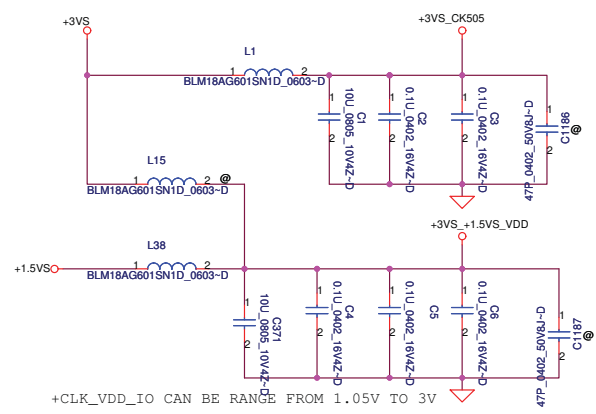 +3VS
+3VS_CK505
L1
1
2
BLM18AG601SN1D_0603~D
1
2
10U_0805_10V4Z~D
C1
1
2
0.1U_0402_16V4Z~D
C2
1
2
0.1U_0402_16V4Z~D
C3
1
2
47P_0402_50V8J~D
C1186
@
L15
1
2
@
BLM18AG601SN1D_0603~D
+3VS_+1.5VS_VDD
L38
+1.5VS
1
2
BLM18AG601SN1D_0603~D
1
2
10U_0805_10V4Z~D
C371
1
2
0.1U_0402_16V4Z~D
C4
1
2
0.1U_0402_16V4Z~D
C5
1
2
0.1U_0402_16V4Z~D
C6
1
2
47P_0402_50V8J~D
C1187
@
+CLK_VDD_IO CAN BE RANGE FROM 1.05V TO 3V